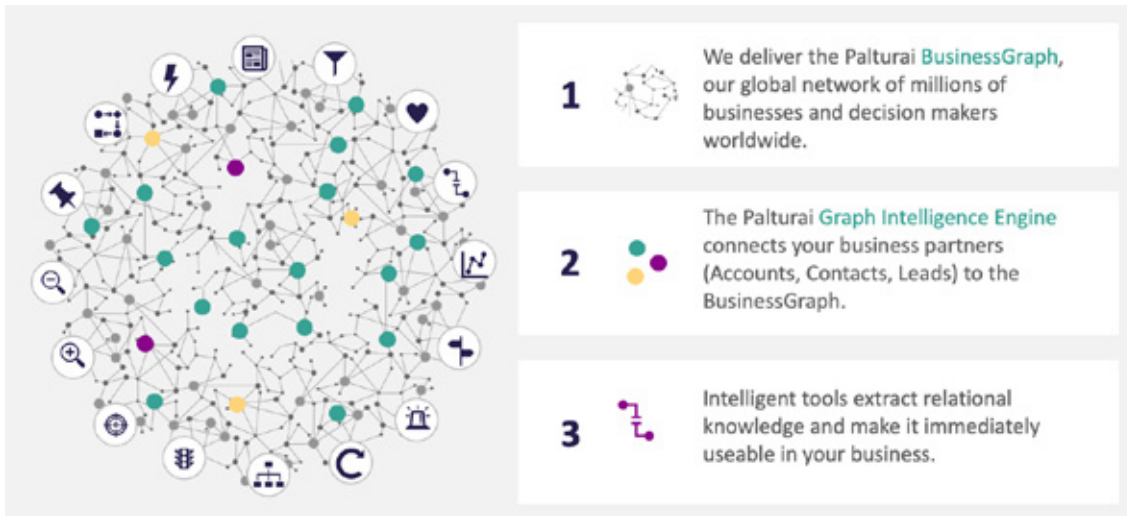 1
We deliver the Palturai BusinessGraph,
our global network of millions of
businesses and decision makers
worldwide.
2
The Palturai Graph Intelligence Engine
connects your business partners
(Accounts, Contacts, Leads) to the
BusinessGraph.
3
Intelligent tools extract relational
knowledge and make it immediately
useable in your business.